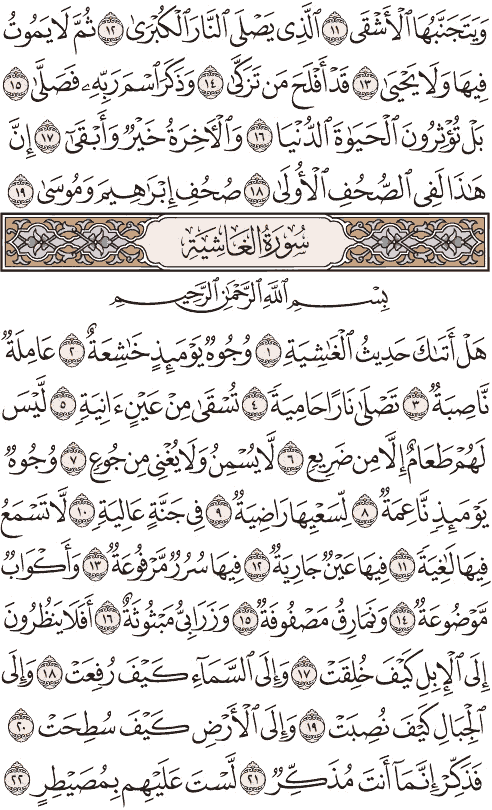 وَيَتَجَنَّبُهَا ٱلْأَشْقَى ١١ ٱلَّذِى يَصْلَى ٱلنَّارَ ٱلْكُبْرَىٰ ١٢ ثُمَّ لَا يَمُوتُ
فِيهَا وَلَا يَحْيَىٰ ١٣ قَدْ أَفْلَحَ مَن تَزَكَّىٰ ١٤ وَذَكَرَ ٱسْمَ رَبِّهِۦ فَصَلَّىٰ ١٥
بَلْ تُؤْثِرُونَ ٱلْحَيَوٰةَ ٱلدُّنْيَا ١٦ وَٱلْـَٔاخِرَةُ خَيْرٌ وَأَبْقَىٰٓ ١٧ إِنَّ
هَـٰذَا لَفِى ٱلصُّحُفِ ٱلْأُولَىٰ ١٨ صُحُفِ إِبْرَٰهِيمَ وَمُوسَىٰ ١٩
سُورَةُ الغَاشِيَةِ
بِسْمِ ٱللَّهِ ٱلرَّحْمَـٰنِ ٱلرَّحِيمِ
هَلْ أَتَىٰكَ حَدِيثُ ٱلْغَـٰشِيَةِ ١ وُجُوهٌ يَوْمَئِذٍ خَـٰشِعَةٌ ٢ عَامِلَةٌ
نَّاصِبَةٌ ٣ تَصْلَىٰ نَارًا حَامِيَةً ٤ تُسْقَىٰ مِنْ عَيْنٍ ءَانِيَةٍ ٥ لَّيْسَ
لَهُمْ طَعَامٌ إِلَّا مِن ضَرِيعٍ ٦ لَّا يُسْمِنُ وَلَا يُغْنِى مِن جُوعٍ ٧ وُجُوهٌ
يَوْمَئِذٍ نَّاعِمَةٌ ٨ لِّسَعْيِهَا رَاضِيَةٌ ٩ فِى جَنَّةٍ عَالِيَةٍ ١٠ لَّا تَسْمَعُ
فِيهَا لَـٰغِيَةً ١١ فِيهَا عَيْنٌ جَارِيَةٌ ١٢ فِيهَا سُرُرٌ مَّرْفُوعَةٌ ١٣ وَأَكْوَابٌ
مَّوْضُوعَةٌ ١٤ وَنَمَارِقُ مَصْفُوفَةٌ ١٥ وَزَرَابِىُّ مَبْثُوثَةٌ ١٦ أَفَلَا يَنظُرُونَ
إِلَى ٱلْإِبِلِ كَيْفَ خُلِقَتْ ١٧ وَإِلَى ٱلسَّمَآءِ كَيْفَ رُفِعَتْ ١٨ وَإِلَى
ٱلْجِبَالِ كَيْفَ نُصِبَتْ ١٩ وَإِلَى ٱلْأَرْضِ كَيْفَ سُطِحَتْ ٢٠
فَذَكِّرْ إِنَّمَآ أَنتَ مُذَكِّرٌ ٢١ لَّسْتَ عَلَيْهِم بِمُصَيْطِرٍ ٢٢